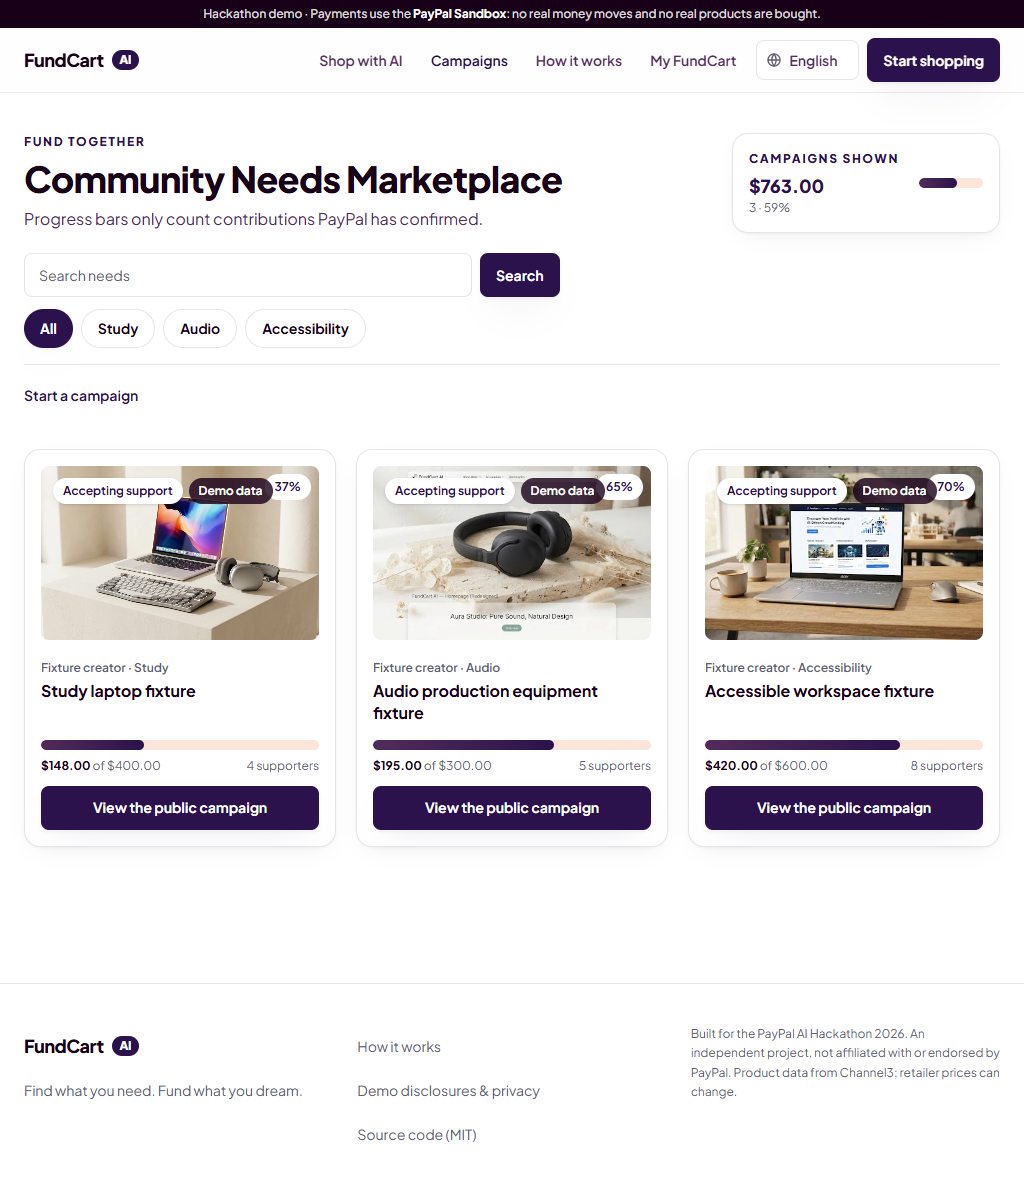 Hackathon demo · Payments use the PayPal Sandbox: no real money moves and no real products are bought.
FundCart AI
Shop with AI
Campaigns
How it works
My FundCart
English
Start shopping
FUND TOGETHER
Community Needs Marketplace
Progress bars only count contributions PayPal has confirmed.
CAMPAIGNS SHOWN
$763.00
3 · 59%
Search needs
Search
All
Study
Audio
Accessibility
Start a campaign
Accepting support
Demo data
37%
Fixture creator · Study
Study laptop fixture
$148.00 of $400.00
4 supporters
View the public campaign
Accepting support
Demo data
65%
FundCart AI — Homepage (Redesigned)
Aura Studio: Pure Sound, Natural Design
Fixture creator · Audio
Audio production equipment
fixture
$195.00 of $300.00
5 supporters
View the public campaign
Accepting support
Demo data
70%
acer
Fixture creator · Accessibility
Accessible workspace fixture
$420.00 of $600.00
8 supporters
View the public campaign
FundCart AI
Find what you need. Fund what you dream.
How it works
Demo disclosures & privacy
Source code (MIT)
Built for the PayPal AI Hackathon 2026. An
independent project, not affiliated with or endorsed by
PayPal. Product data from Channel3; retailer prices can
change.